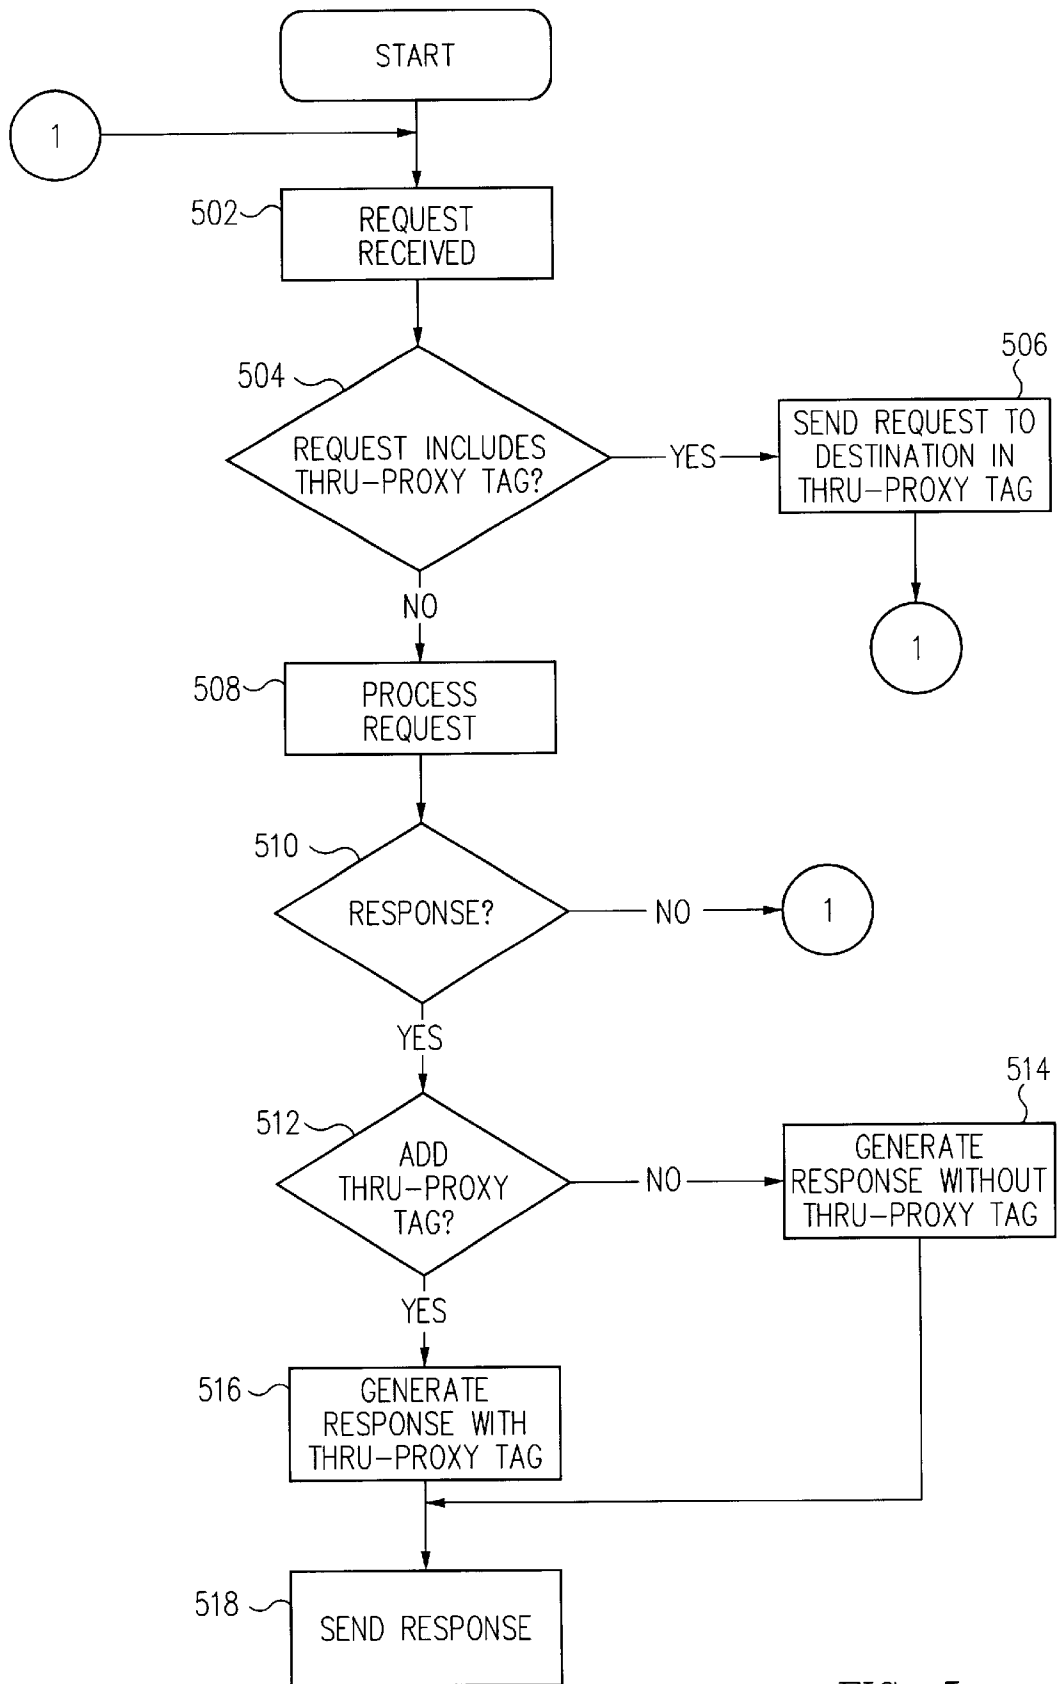 START
1
502
REQUEST
RECEIVED
504
REQUEST INCLUDES
THRU-PROXY TAG?
YES
506
SEND REQUEST TO
DESTINATION IN
THRU-PROXY TAG
1
NO
508
PROCESS
REQUEST
510
RESPONSE?
NO
1
YES
512
ADD
THRU-PROXY
TAG?
NO
514
GENERATE
RESPONSE WITHOUT
THRU-PROXY TAG
YES
516
GENERATE
RESPONSE WITH
THRU-PROXY TAG
518
SEND RESPONSE